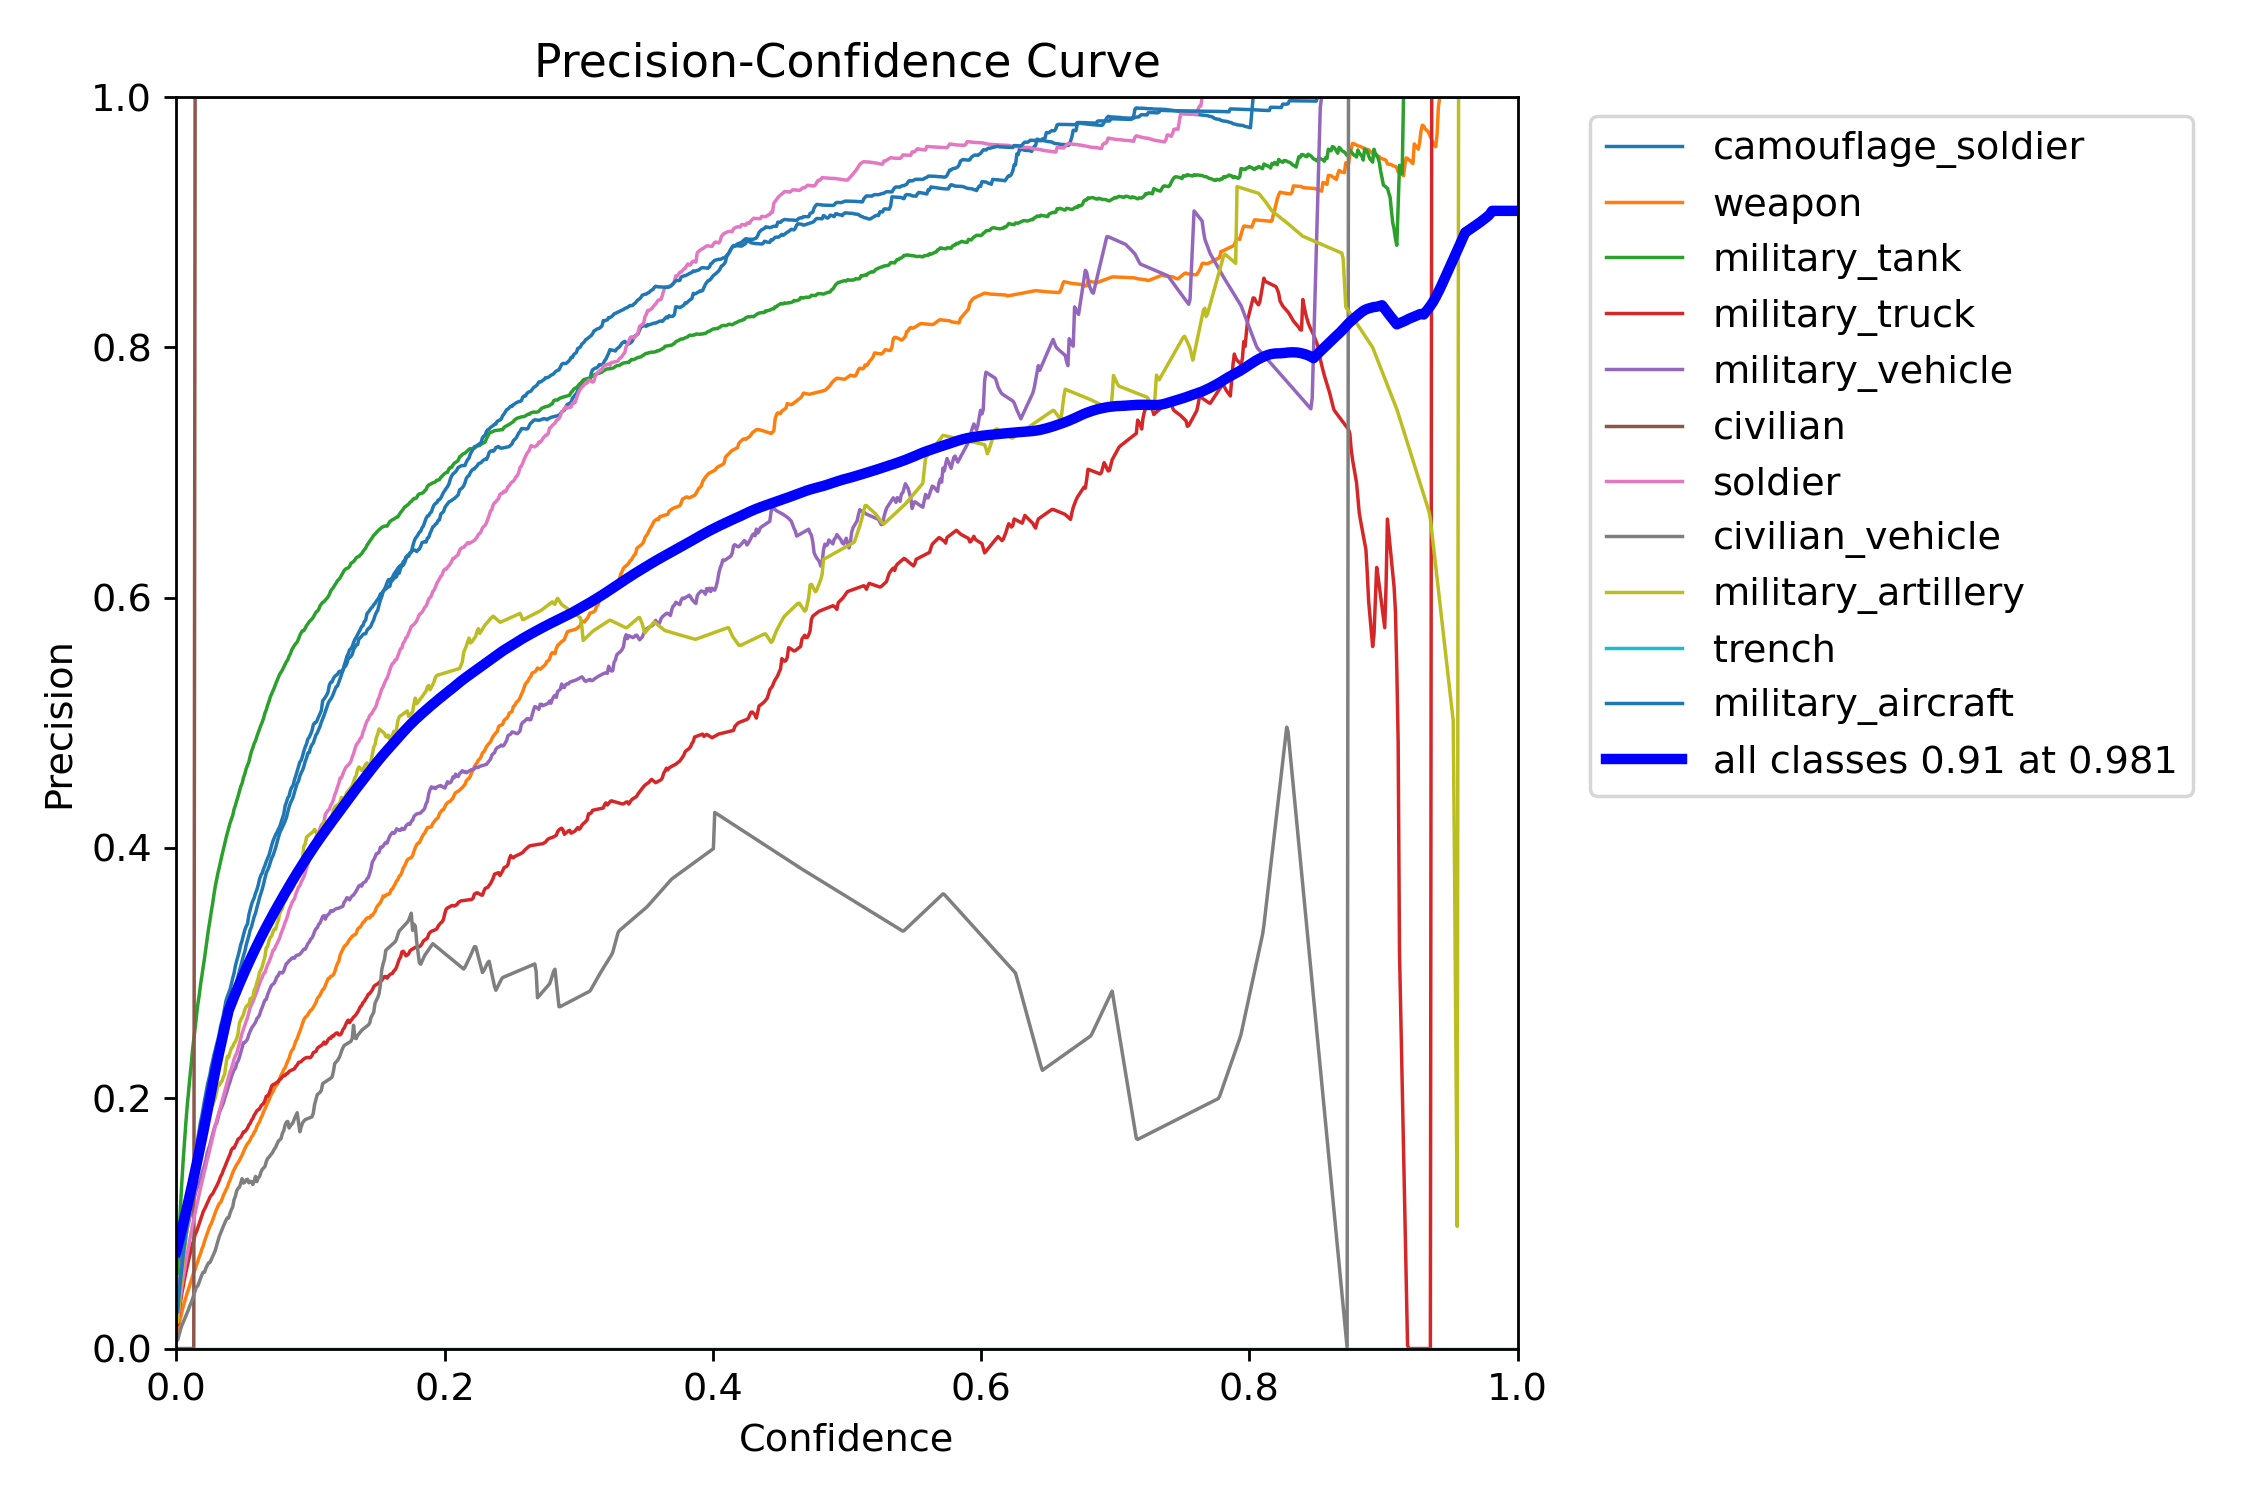 Precision-Confidence Curve
1.0
0.8
0.6
0.4
0.2
0.0
Precision
0.0 0.2 0.4 0.6 0.8 1.0
Confidence
camouflage_soldier
weapon
military_tank
military_truck
military_vehicle
civilian
soldier
civilian_vehicle
military_artillery
trench
military_aircraft
all classes 0.91 at 0.981